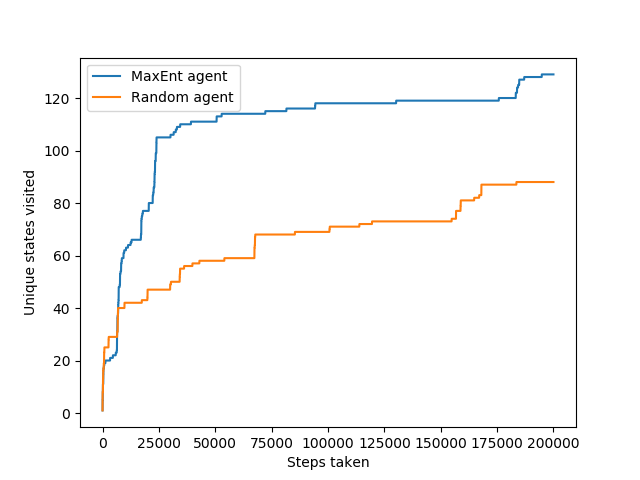 MaxEnt agent
Random agent
Unique states visited
120
100
80
60
40
20
0
0 25000 50000 75000 100000 125000 150000 175000 200000
Steps taken